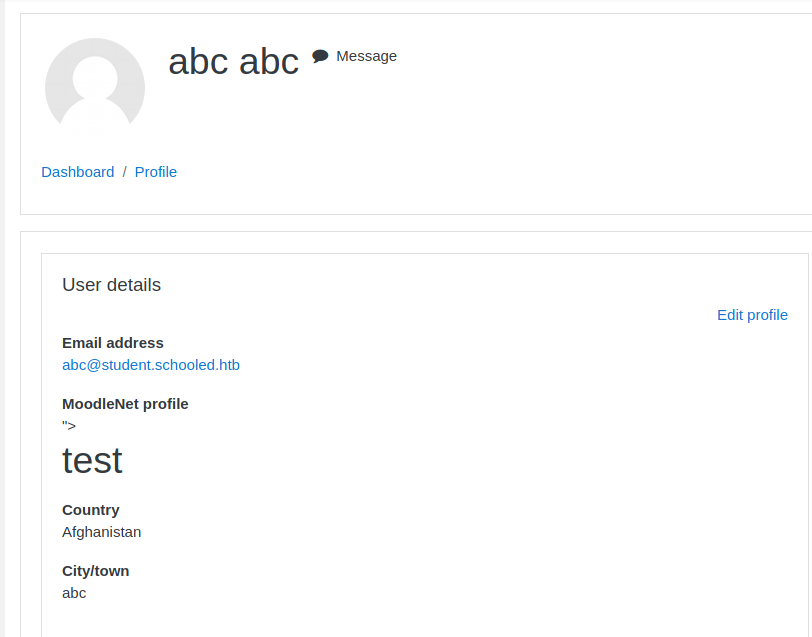 abc abc Message
Dashboard / Profile
User details
Edit profile
Email address
abc@student.schooled.htb
MoodleNet profile
">
test
Country
Afghanistan
City/town
abc